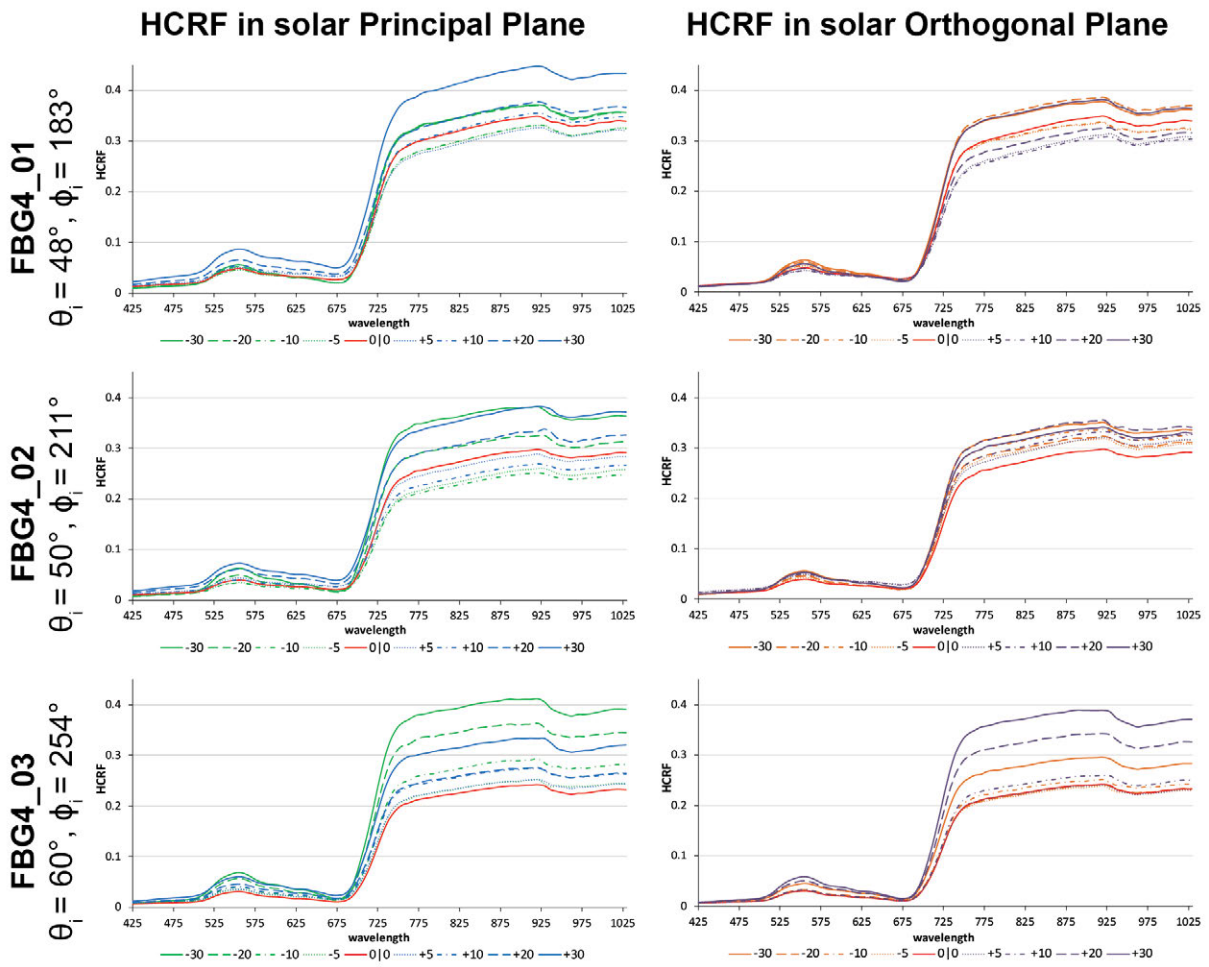 HCRF in solar Principal Plane
HCRF in solar Orthogonal Plane
FBG4_01
θi = 48°, ϕi = 183°
HCRF
0.4
0.3
0.2
0.1
0
425 475 525 575 625 675 725 775 825 875 925 975 1025
wavelength
-30 -20 -10 -5 0|0 +5 +10 +20 +30
HCRF
0.4
0.3
0.2
0.1
0
425 475 525 575 625 675 725 775 825 875 925 975 1025
wavelength
-30 -20 -10 -5 0|0 +5 +10 +20 +30
FBG4_02
θi = 50°, ϕi = 211°
HCRF
0.4
0.3
0.2
0.1
0
425 475 525 575 625 675 725 775 825 875 925 975 1025
wavelength
-30 -20 -10 -5 0|0 +5 +10 +20 +30
HCRF
0.4
0.3
0.2
0.1
0
425 475 525 575 625 675 725 775 825 875 925 975 1025
wavelength
-30 -20 -10 -5 0|0 +5 +10 +20 +30
FBG4_03
θi = 60°, ϕi = 254°
HCRF
0.4
0.3
0.2
0.1
0
425 475 525 575 625 675 725 775 825 875 925 975 1025
wavelength
-30 -20 -10 -5 0|0 +5 +10 +20 +30
HCRF
0.4
0.3
0.2
0.1
0
425 475 525 575 625 675 725 775 825 875 925 975 1025
wavelength
-30 -20 -10 -5 0|0 +5 +10 +20 +30